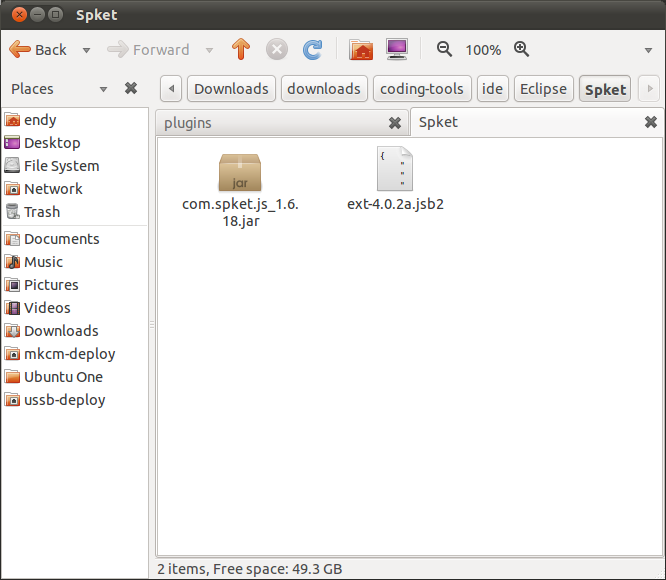 Spket
Back Forward 100%
Places Downloads downloads coding-tools ide Eclipse Spket
plugins Spket
endy
Desktop
File System
Network
Trash
Documents
Music
Pictures
Videos
Downloads
mkcm-deploy
Ubuntu One
ussb-deploy
jar
{
com.spket.js_1.6.
18.jar
ext-4.0.2a.jsb2
2 items, Free space: 49.3 GB